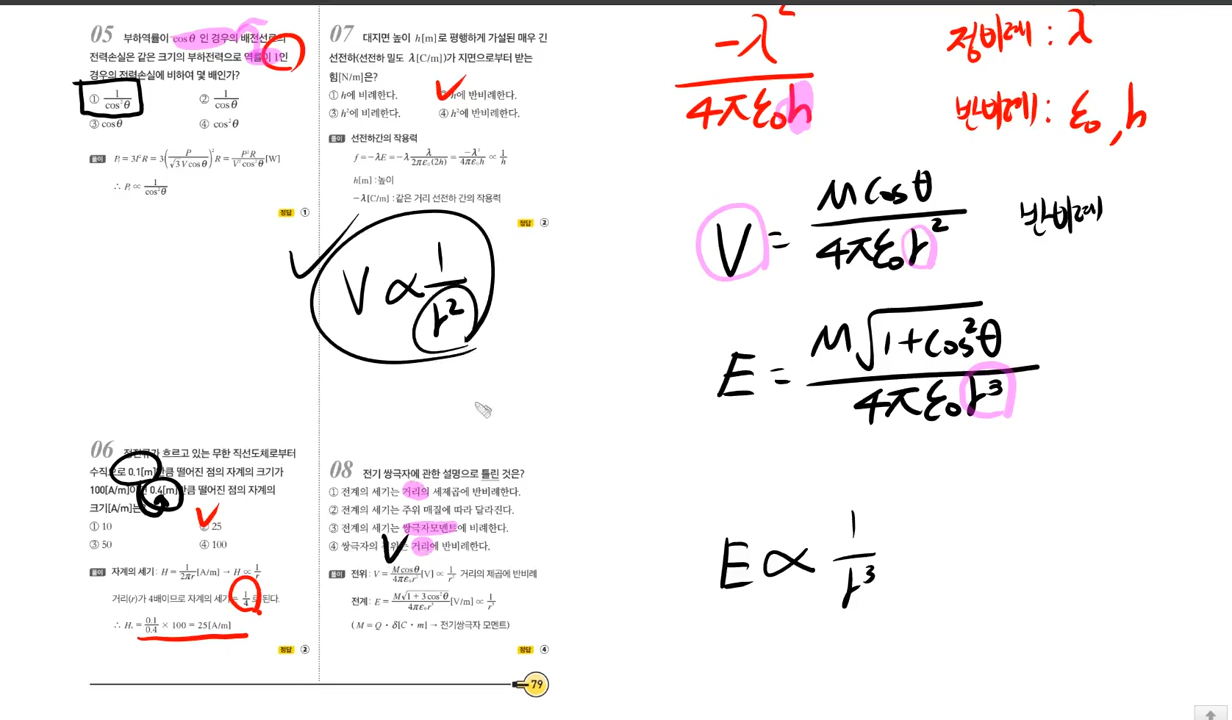 05 부하역률이 cosθ인 경우의 배전선로의
전력손실은 같은 크기의 부하전력으로 역률이 1인
경우의 전력손실에 비하여 몇 배인가?
① 1/cos²θ ② 1/cosθ
③ cosθ ④ cos²θ
풀이 Pₗ = 3I²R = 3(P/√3 V cosθ)²R = P²R/V²cos²θ [W]
∴ Pₗ ∝ 1/cos²θ
정답 ①
06 직전류가 흐르고 있는 무한 직선도체로부터
수직으로 0.1[m]만큼 떨어진 점의 자계의 크기가
100[A/m]이면 0.4[m]만큼 떨어진 점의 자계의
크기[A/m]는
① 10 ② 25
③ 50 ④ 100
풀이 자계의 세기 : H = 1/2πr [A/m] → H ∝ 1/r
거리(r)가 4배이므로 자계의 세기는 1/4로 된다.
∴ H₁ = 0.1/0.4 × 100 = 25[A/m]
정답 ②
07 대지면 높이 h[m]로 평행하게 가설된 매우 긴
선전하(선전하 밀도 λ[C/m])가 지면으로부터 받는
힘[N/m]은?
① h에 비례한다. ② h에 반비례한다.
③ h²에 비례한다. ④ h²에 반비례한다.
풀이 선전하간의 작용력
f = −λE = −λ λ/2πε₀(2h) = −λ²/4πε₀h ∝ 1/h
h[m] : 높이
−λ[C/m] : 같은 거리 선전하 간의 작용력
정답 ②
V ∝ 1/r²
08 전기 쌍극자에 관한 설명으로 틀린 것은?
① 전계의 세기는 거리의 세제곱에 반비례한다.
② 전계의 세기는 주위 매질에 따라 달라진다.
③ 전계의 세기는 쌍극자모멘트에 비례한다.
④ 쌍극자의 전위는 거리에 반비례한다.
풀이 전위 : V = M cosθ/4πε₀r² [V] ∝ 1/r² 거리의 제곱에 반비례
전계 : E = M√1+3cos²θ/4πε₀r³ [V/m] ∝ 1/r³
( M = Q · δ[C · m] → 전기쌍극자 모멘트)
정답 ④
79
−λ²/4πε₀h
정비례 : λ
반비례 : ε₀, h
V = M cosθ/4πε₀r² 반비례
E = M√1+cos²θ/4πε₀r³
E ∝ 1/r³